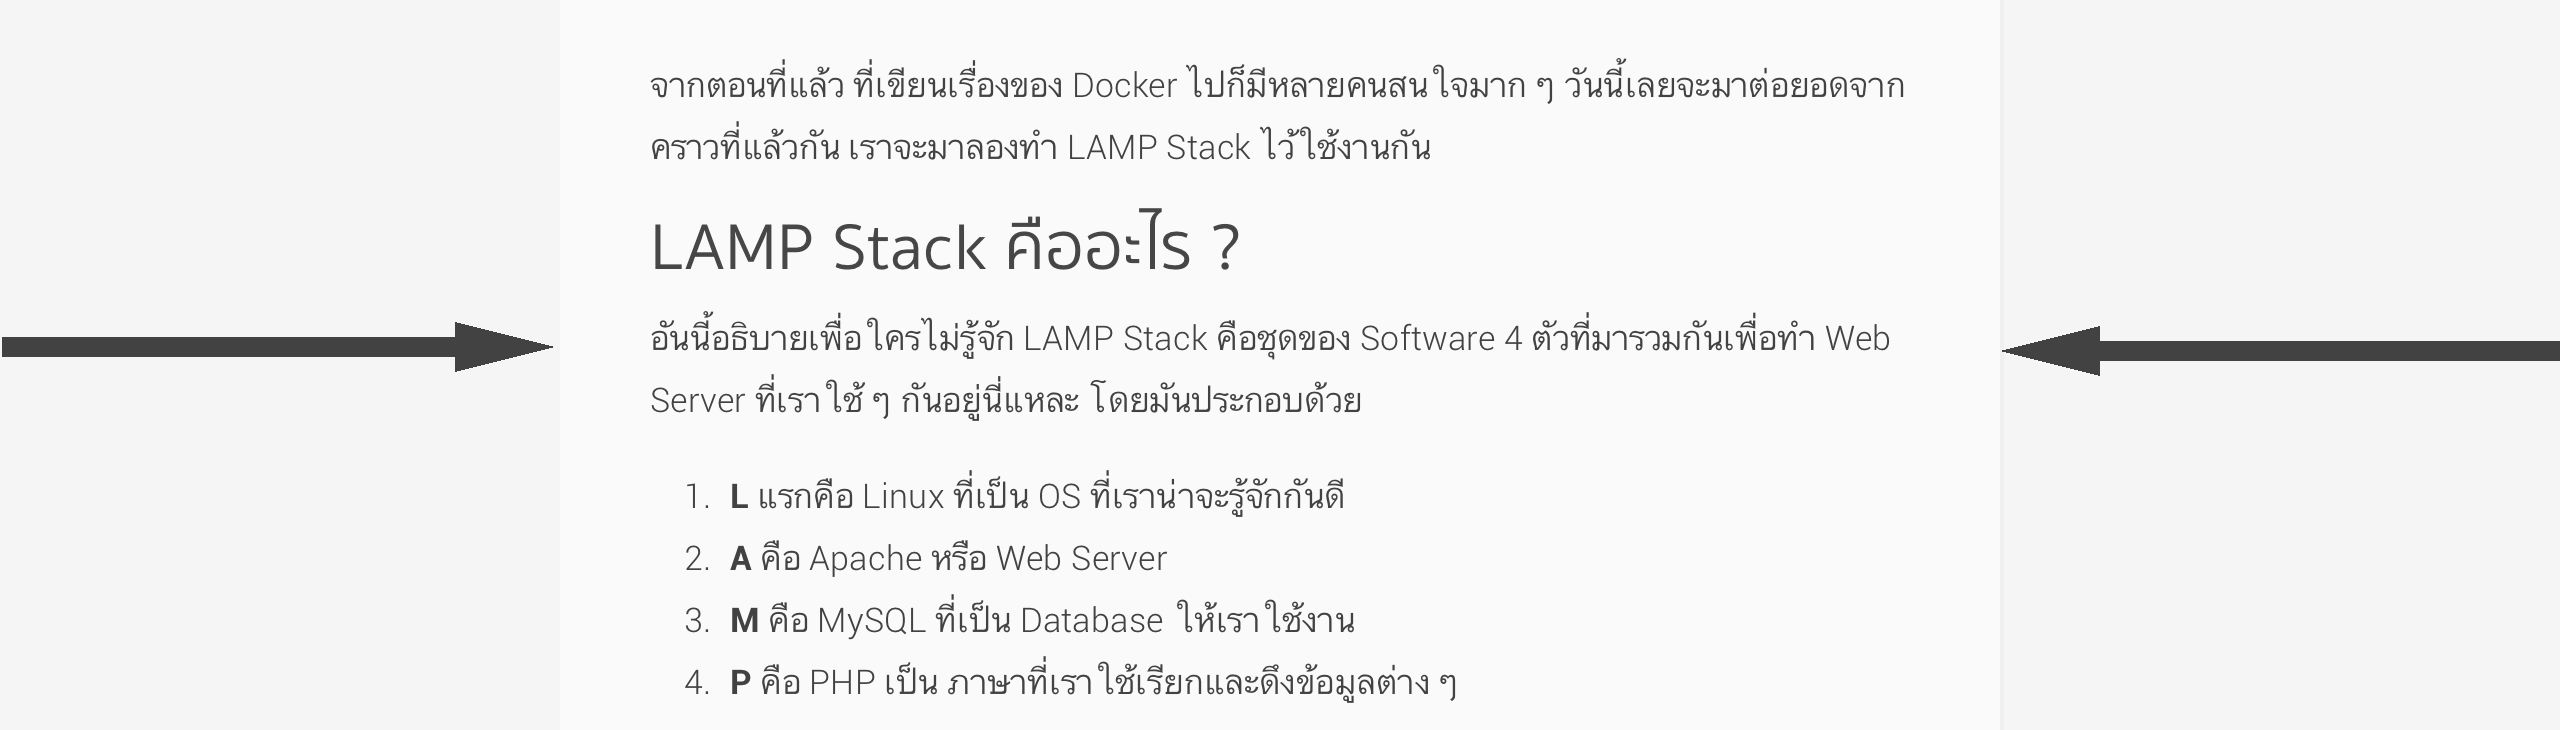 จากตอนที่แล้ว ที่เขียนเรื่องของ Docker ไปก็มีหลายคนสนใจมาก ๆ วันนี้เลยจะมาต่อยอดจาก
คราวที่แล้วกัน เราจะมาลองทำ LAMP Stack ไว้ใช้งานกัน
LAMP Stack คืออะไร ?
อันนี้อธิบายเพื่อใครไม่รู้จัก LAMP Stack คือชุดของ Software 4 ตัวที่มารวมกันเพื่อทำ Web
Server ที่เราใช้ ๆ กันอยู่นี่แหละ โดยมันประกอบด้วย
1. L แรกคือ Linux ที่เป็น OS ที่เราน่าจะรู้จักกันดี
2. A คือ Apache หรือ Web Server
3. M คือ MySQL ที่เป็น Database ให้เราใช้งาน
4. P คือ PHP เป็น ภาษาที่เราใช้เรียกและดึงข้อมูลต่าง ๆ